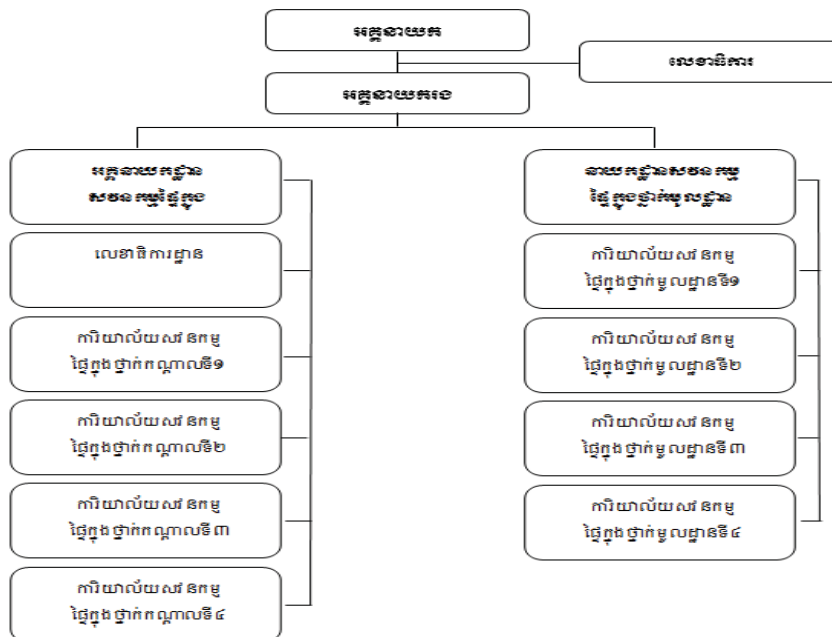 អគ្គនាយក
លេខាធិការ
អគ្គនាយករង
អគ្គនាយកដ្ឋាន
សវនកម្មផ្ទៃក្នុង
លេខាធិការដ្ឋាន
ការិយាល័យសវនកម្ម
ផ្ទៃក្នុងថ្នាក់កណ្តាលទី១
ការិយាល័យសវនកម្ម
ផ្ទៃក្នុងថ្នាក់កណ្តាលទី២
ការិយាល័យសវនកម្ម
ផ្ទៃក្នុងថ្នាក់កណ្តាលទី៣
ការិយាល័យសវនកម្ម
ផ្ទៃក្នុងថ្នាក់កណ្តាលទី៤
នាយកដ្ឋានសវនកម្ម
ផ្ទៃក្នុងថ្នាក់មូលដ្ឋាន
ការិយាល័យសវនកម្ម
ផ្ទៃក្នុងថ្នាក់មូលដ្ឋានទី១
ការិយាល័យសវនកម្ម
ផ្ទៃក្នុងថ្នាក់មូលដ្ឋានទី២
ការិយាល័យសវនកម្ម
ផ្ទៃក្នុងថ្នាក់មូលដ្ឋានទី៣
ការិយាល័យសវនកម្ម
ផ្ទៃក្នុងថ្នាក់មូលដ្ឋានទី៤